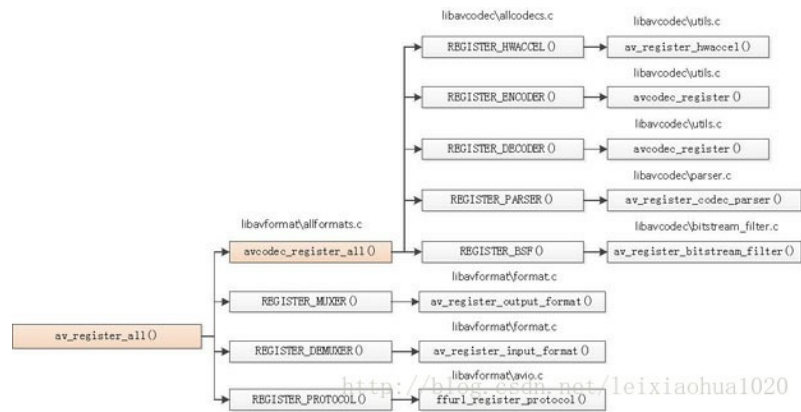 libavcodec\allcodecs.c
libavcodec\utils.c
REGISTER_HWACCEL()
av_register_hwaccel()
libavcodec\utils.c
REGISTER_ENCODER()
avcodec_register()
libavcodec\utils.c
REGISTER_DECODER()
avcodec_register()
libavcodec\parser.c
REGISTER_PARSER()
av_register_codec_parser()
libavformat\allformats.c
libavcodec\bitstream_filter.c
avcodec_register_all()
REGISTER_BSF()
av_register_bitstream_filter()
libavformat\format.c
REGISTER_MUXER()
av_register_output_format()
libavformat\format.c
av_register_all()
REGISTER_DEMUXER()
av_register_input_format()
libavformat\avio.c
http://blog.csdn.net/leixiaohua1020
REGISTER_PROTOCOL()
ffurl_register_protocol()